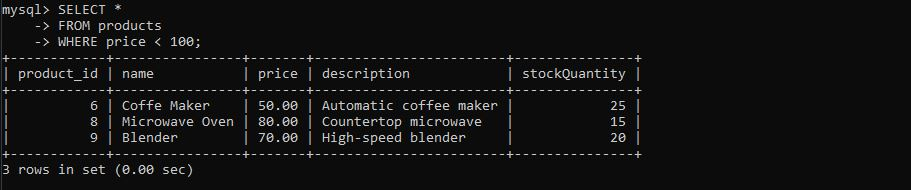 mysql> SELECT *
    -> FROM products
    -> WHERE price < 100;
+------------+----------------+-------+------------------------+---------------+
| product_id | name           | price | description            | stockQuantity |
+------------+----------------+-------+------------------------+---------------+
|          6 | Coffe Maker    | 50.00 | Automatic coffee maker |            25 |
|          8 | Microwave Oven | 80.00 | Countertop microwave   |            15 |
|          9 | Blender        | 70.00 | High-speed blender     |            20 |
+------------+----------------+-------+------------------------+---------------+
3 rows in set (0.00 sec)